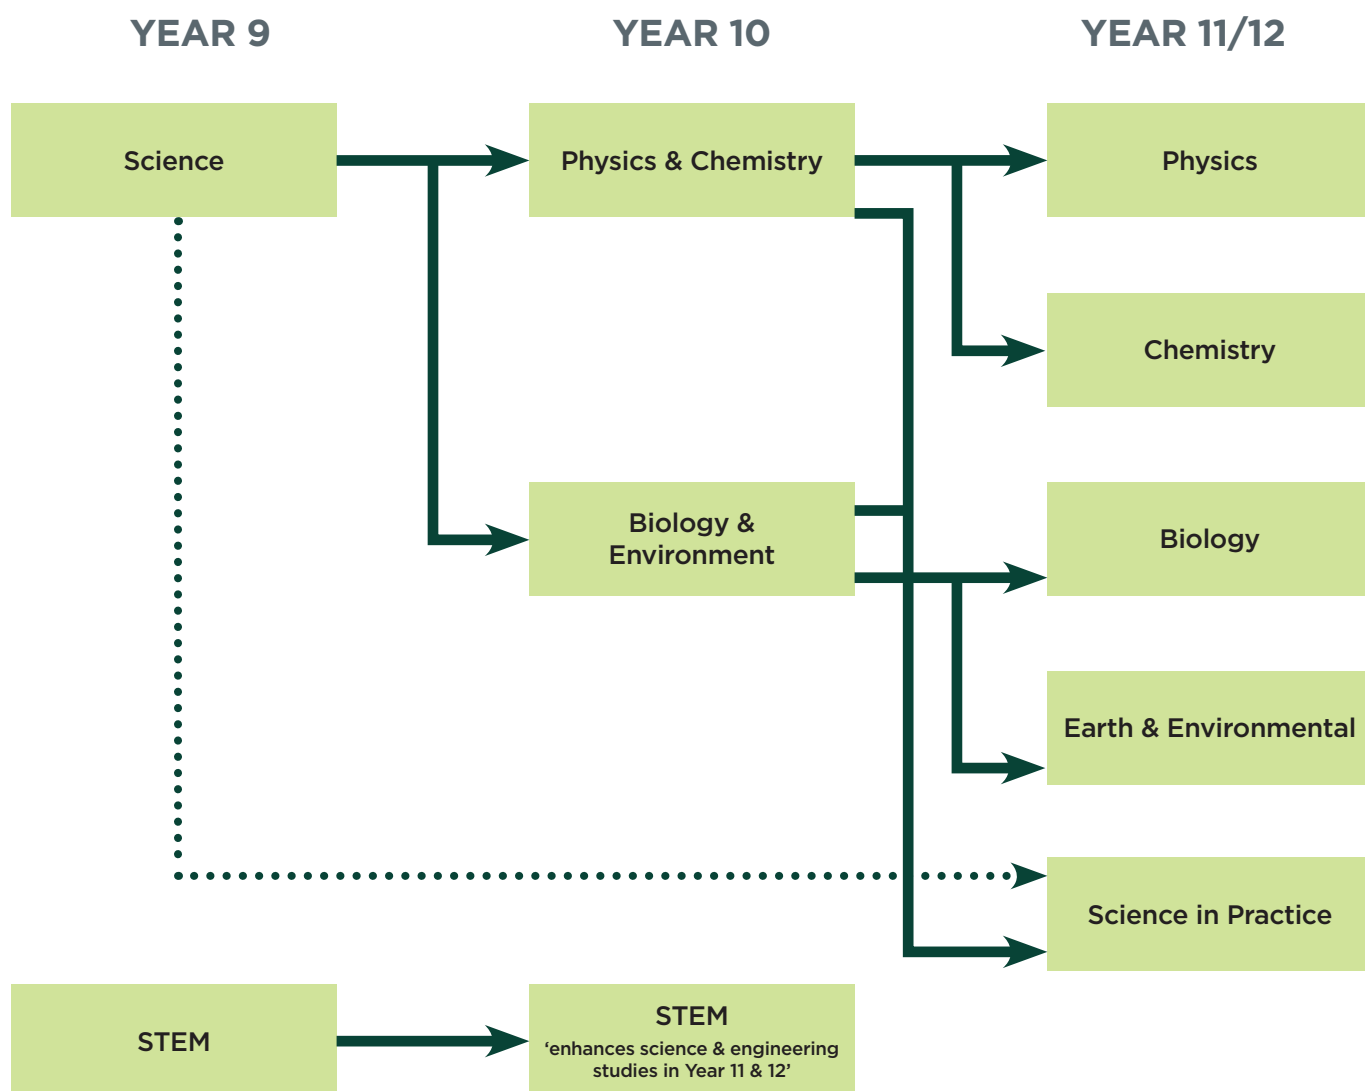 YEAR 9
YEAR 10
YEAR 11/12
Science
Physics & Chemistry
Physics
Chemistry
Biology &
Environment
Biology
Earth & Environmental
Science in Practice
STEM
STEM
‘enhances science & engineering
studies in Year 11 & 12’